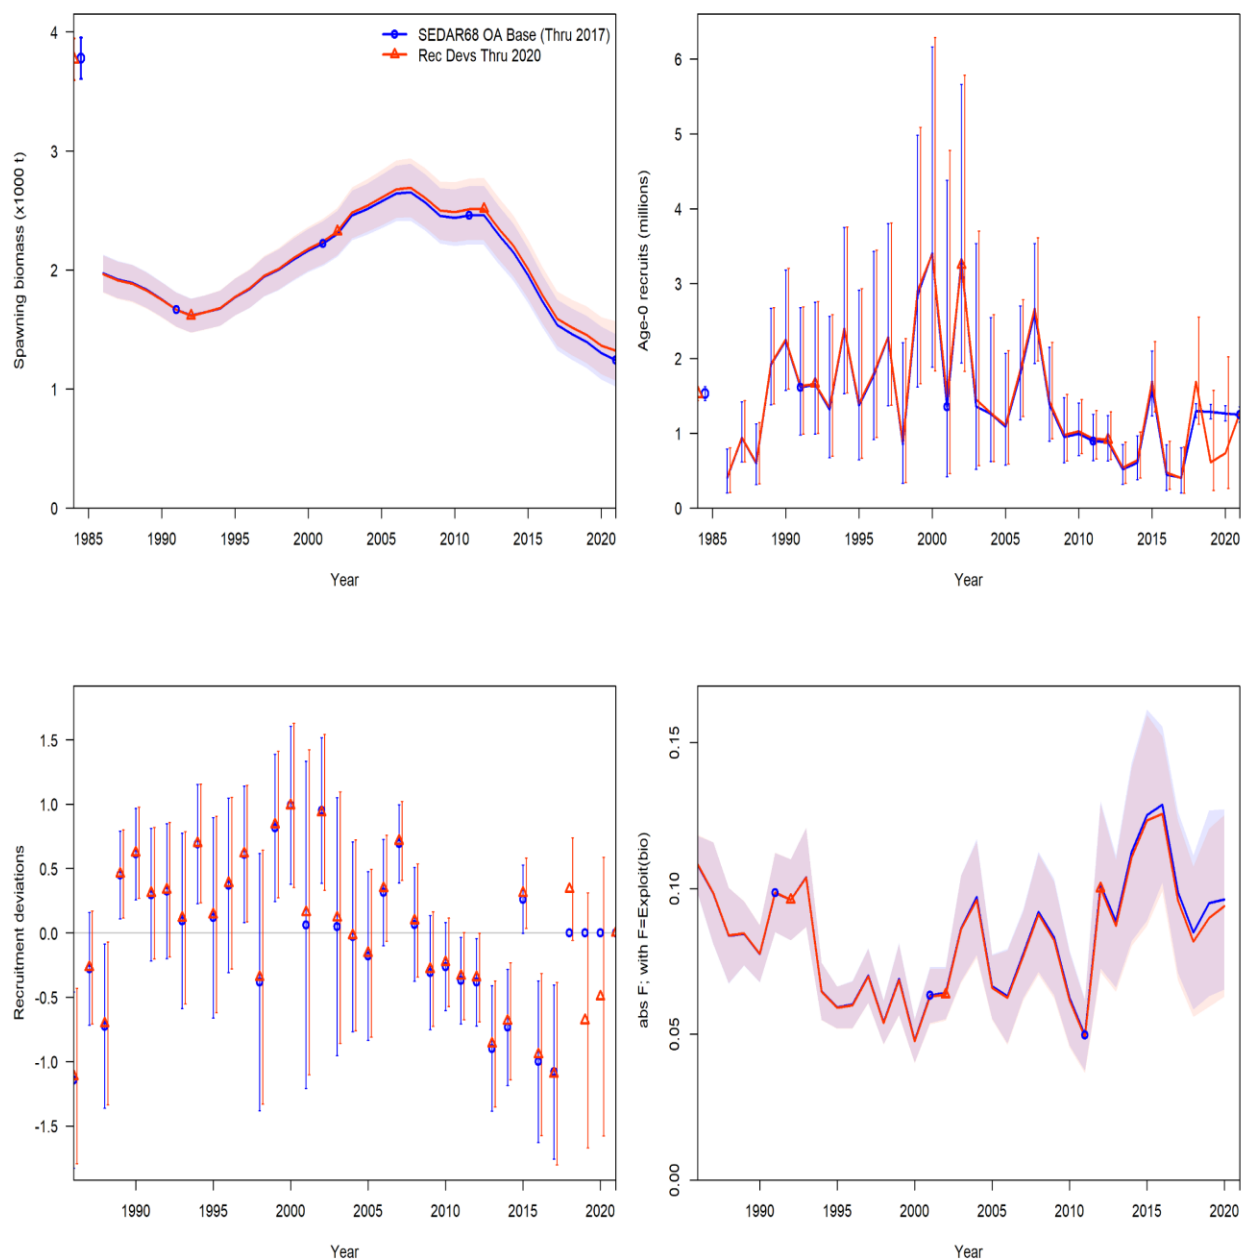 SEDAR68 OA Base (Thru 2017)
Rec Devs Thru 2020
Spawning biomass (x1000 t)
4
3
2
1
0
1985 1990 1995 2000 2005 2010 2015 2020
Year
Age-0 recruits (millions)
6
5
4
3
2
1
0
1985 1990 1995 2000 2005 2010 2015 2020
Year
Recruitment deviations
1.5
1.0
0.5
0.0
-0.5
-1.0
-1.5
1990 1995 2000 2005 2010 2015 2020
Year
abs F; with F=Exploit(bio)
0.15
0.10
0.05
0.00
1990 1995 2000 2005 2010 2015 2020
Year